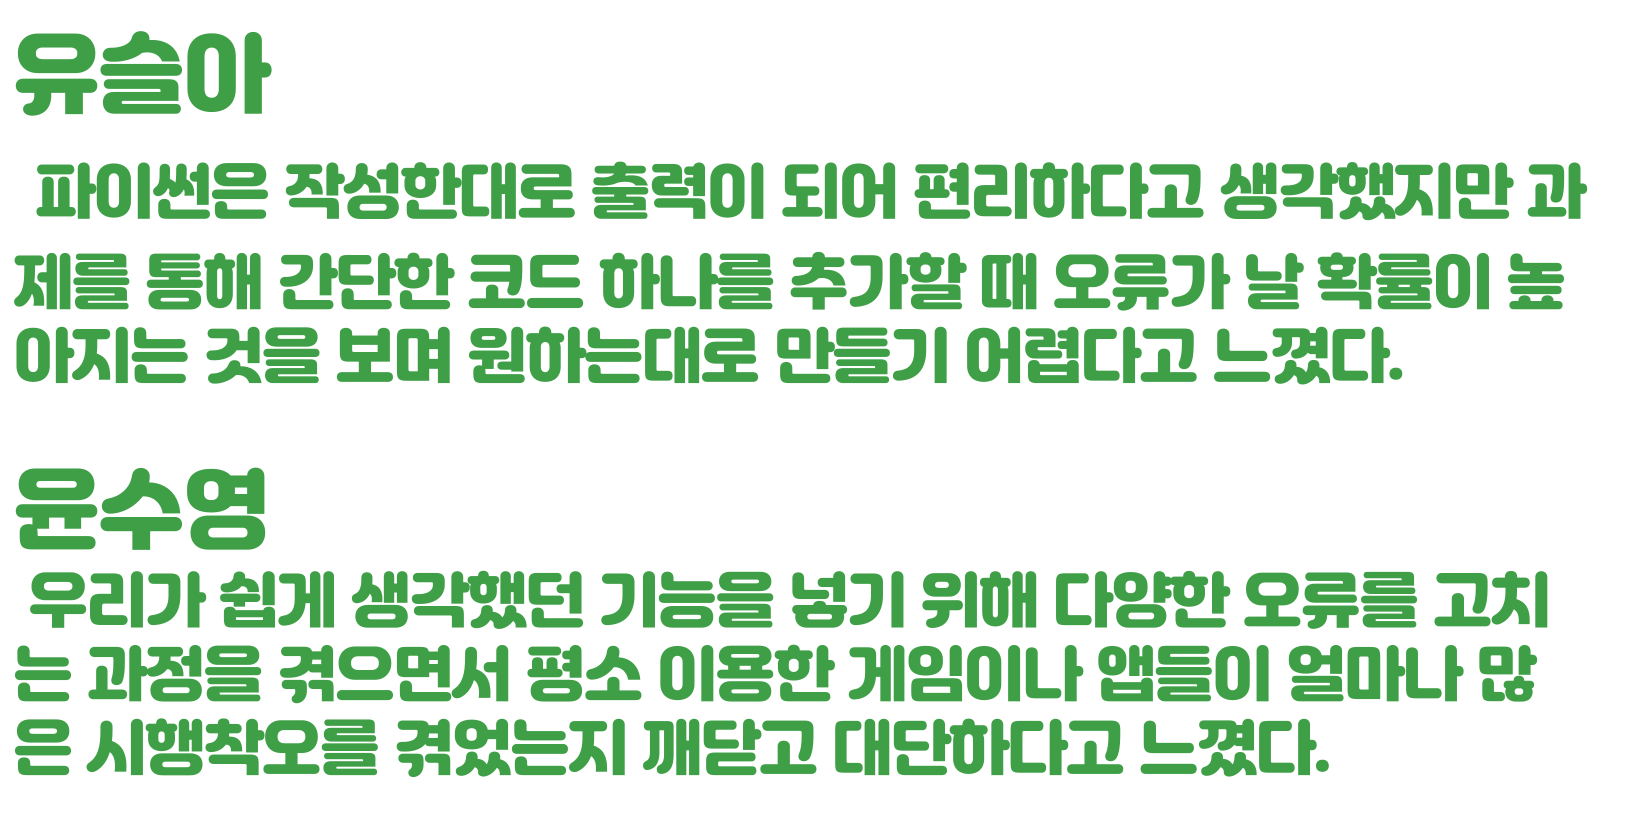 유슬아
파이썬은 작성한대로 출력이 되어 편리하다고 생각했지만 과
제를 통해 간단한 코드 하나를 추가할 때 오류가 날 확률이 높
아지는 것을 보며 원하는대로 만들기 어렵다고 느꼈다.
윤수영
우리가 쉽게 생각했던 기능을 넣기 위해 다양한 오류를 고치
는 과정을 겪으면서 평소 이용한 게임이나 앱들이 얼마나 많
은 시행착오를 겪었는지 깨닫고 대단하다고 느꼈다.